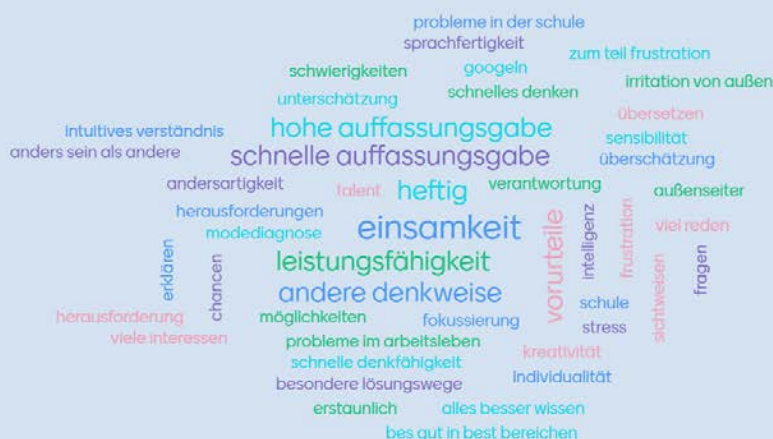 probleme in der schule
sprachfertigkeit
zum teil frustration
schwierigkeiten
googeln
irritation von außen
unterschätzung
schnelles denken
übersetzen
intuitives verständnis
hohe auffassungsgabe
sensibilität
anders sein als andere
schnelle auffassungsgabe
überschätzung
andersartigkeit
talent
heftig
verantwortung
außenseiter
herausforderungen
einsamkeit
vorurteile
intelligenz
frustration
viel reden
modediagnose
erklären
chancen
leistungsfähigkeit
sichtweisen
fragen
andere denkweise
schule
herausforderung
möglichkeiten
fokussierung
stress
viele interessen
probleme im arbeitsleben
kreativität
schnelle denkfähigkeit
individualität
besondere lösungswege
erstaunlich
alles besser wissen
bes gut in best bereichen